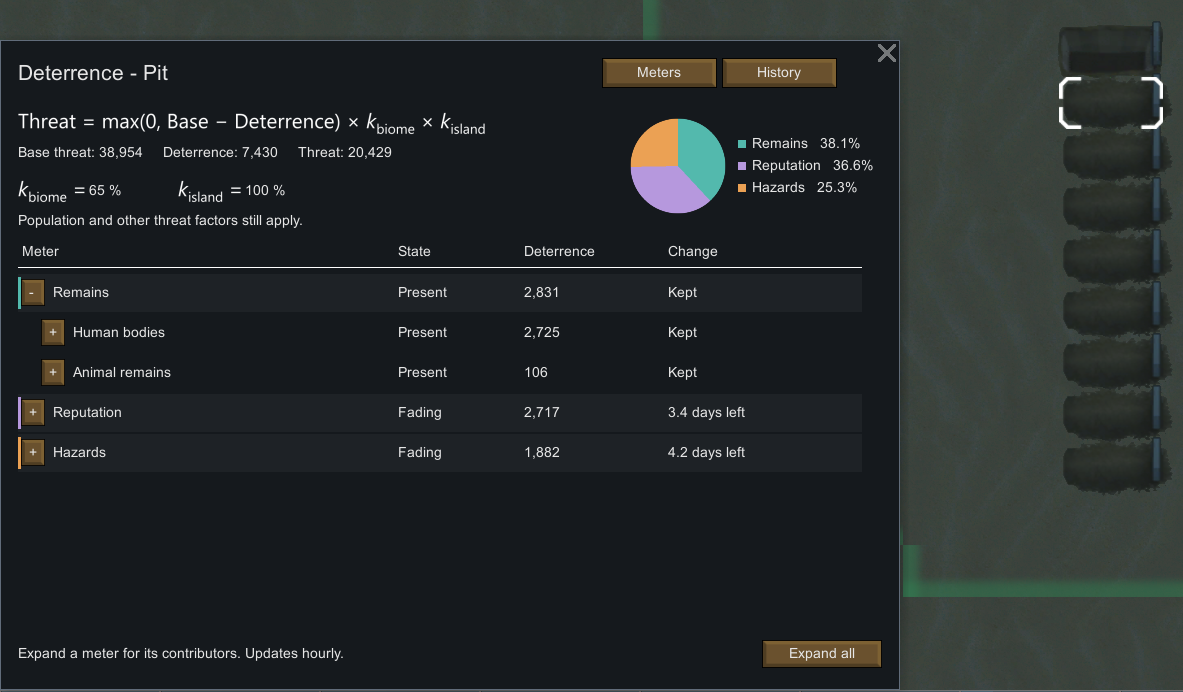 Deterrence - Pit
Meters
History
Threat = max(0, Base − Deterrence) × k_biome × k_island
Base threat: 38,954 Deterrence: 7,430 Threat: 20,429
k_biome = 65 % k_island = 100 %
Population and other threat factors still apply.
Remains 38.1%
Reputation 36.6%
Hazards 25.3%
Meter State Deterrence Change
- Remains Present 2,831 Kept
+ Human bodies Present 2,725 Kept
+ Animal remains Present 106 Kept
+ Reputation Fading 2,717 3.4 days left
+ Hazards Fading 1,882 4.2 days left
Expand a meter for its contributors. Updates hourly.
Expand all